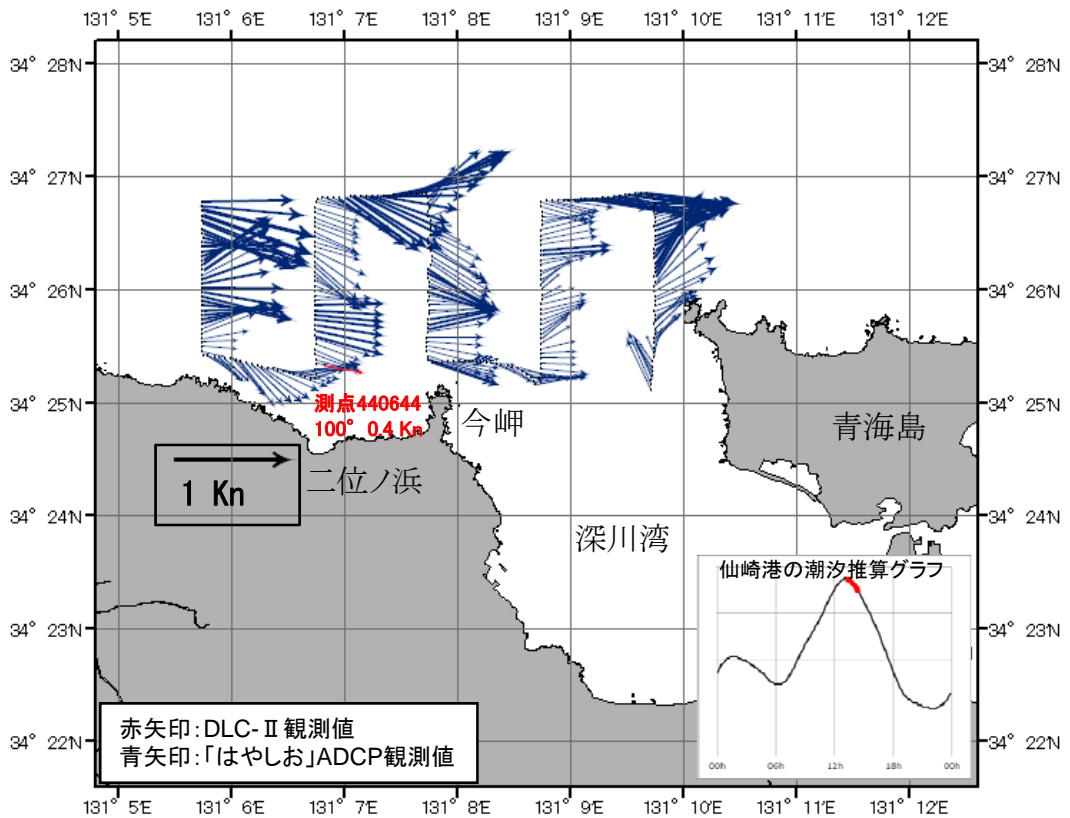 131° 5'E 131° 6'E 131° 7'E 131° 8'E 131° 9'E 131° 10'E 131° 11'E 131° 12'E
34° 28'N 34° 28'N
34° 27'N 34° 27'N
34° 26'N 34° 26'N
34° 25'N 34° 25'N
測点440644
100° 0.4 Kn
今岬
青海島
1 Kn
二位ノ浜
34° 24'N 34° 24'N
深川湾
仙崎港の潮汐推算グラフ
34° 23'N 34° 23'N
赤矢印:DLC-Ⅱ観測値
青矢印:「はやしお」ADCP観測値
34° 22'N 34° 22'N
00h 06h 12h 18h 00h
131° 5'E 131° 6'E 131° 7'E 131° 8'E 131° 9'E 131° 10'E 131° 11'E 131° 12'E